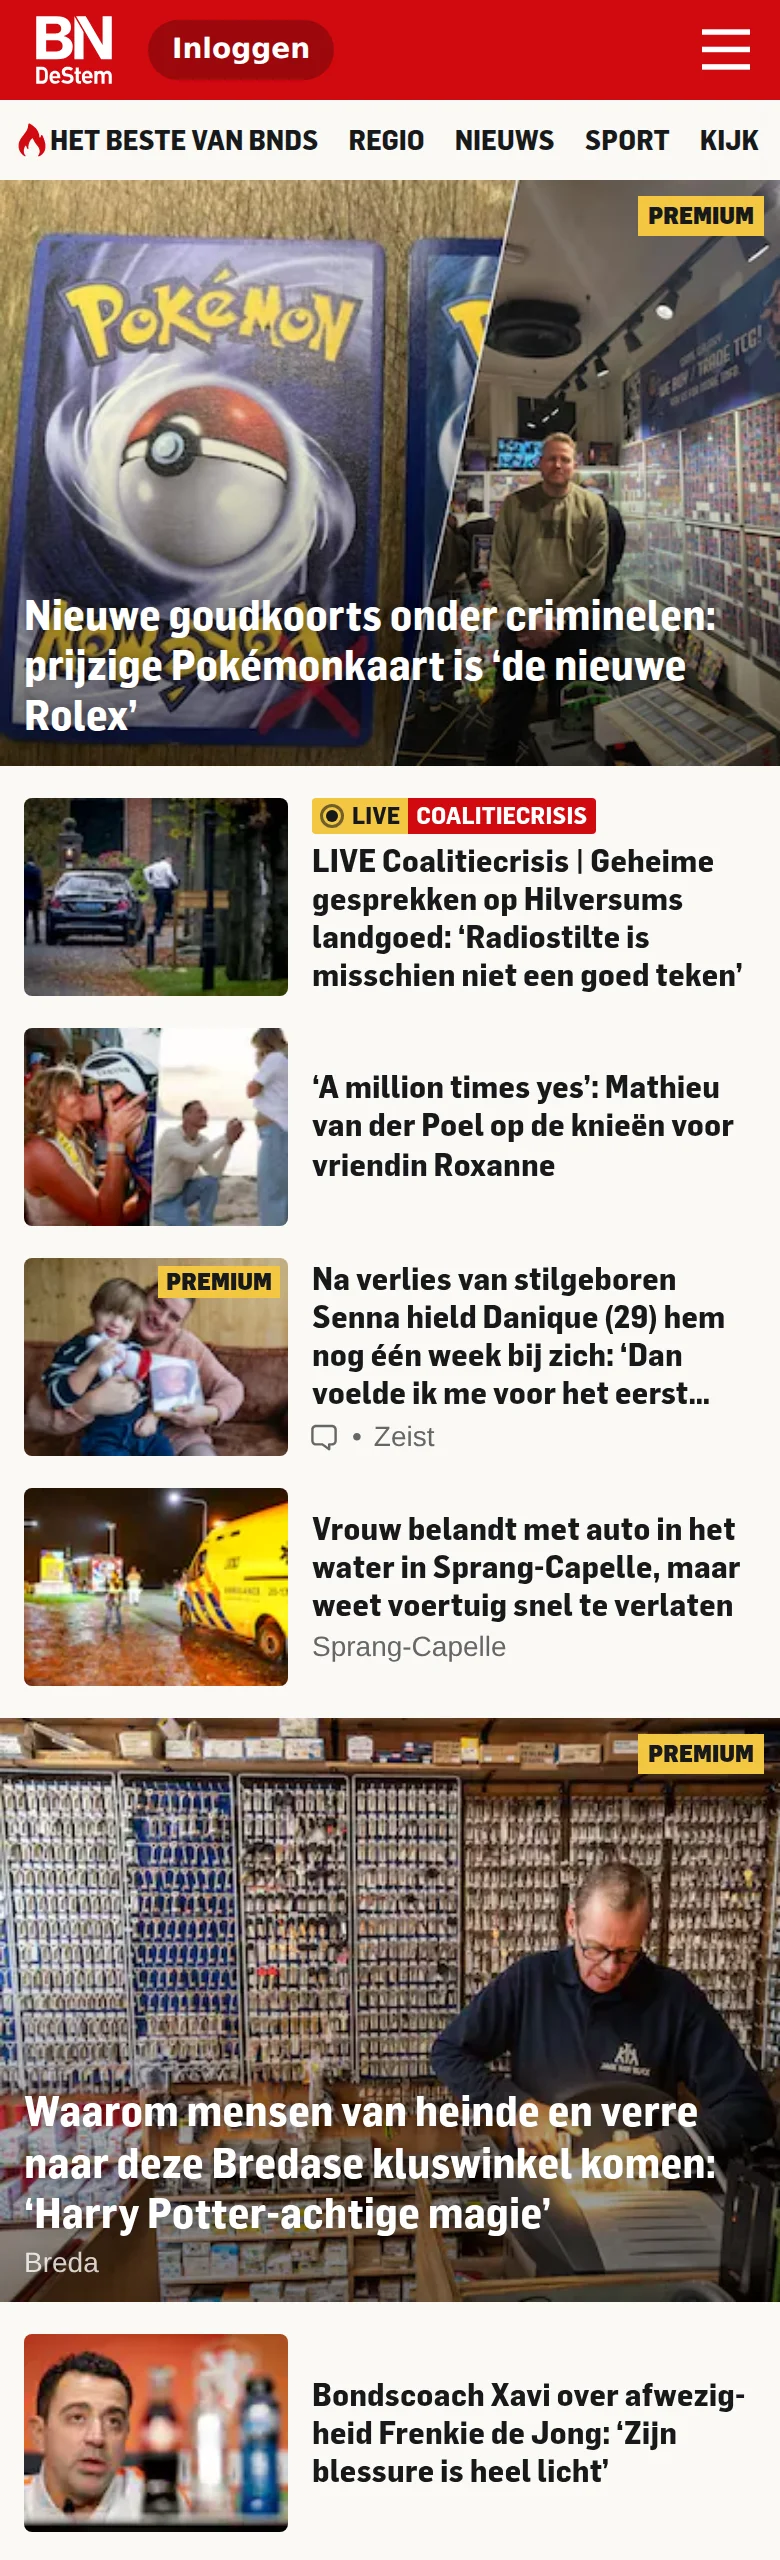 BN
DeStem
Inloggen
HET BESTE VAN BNDS REGIO NIEUWS SPORT KIJK
PREMIUM
POKéMON
WE BUY / TRADE TCG!
Nieuwe goudkoorts onder criminelen:
prijzige Pokémonkaart is ‘de nieuwe
Rolex’
LIVE COALITIECRISIS
LIVE Coalitiecrisis | Geheime
gesprekken op Hilversums
landgoed: ‘Radiostilte is
misschien niet een goed teken’
‘A million times yes’: Mathieu
van der Poel op de knieën voor
vriendin Roxanne
PREMIUM
Na verlies van stilgeboren
Senna hield Danique (29) hem
nog één week bij zich: ‘Dan
voelde ik me voor het eerst...
• Zeist
AMBULANCE
Vrouw belandt met auto in het
water in Sprang-Capelle, maar
weet voertuig snel te verlaten
Sprang-Capelle
PREMIUM
Waarom mensen van heinde en verre
naar deze Bredase kluswinkel komen:
‘Harry Potter-achtige magie’
Breda
Bondscoach Xavi over afwezig-
heid Frenkie de Jong: ‘Zijn
blessure is heel licht’